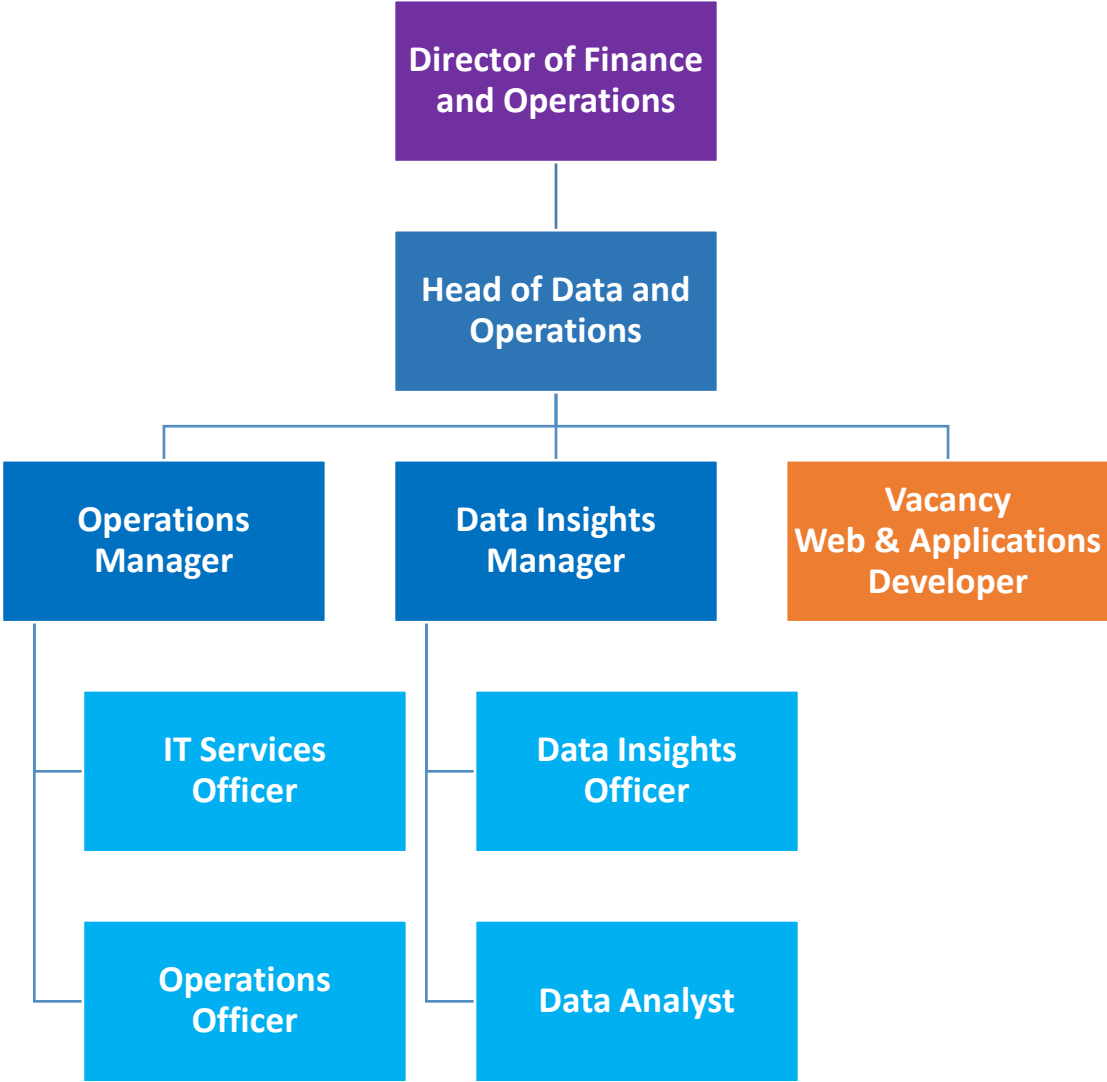 Director of Finance
and Operations
Head of Data and
Operations
Operations
Manager
Data Insights
Manager
Vacancy
Web & Applications
Developer
IT Services
Officer
Data Insights
Officer
Operations
Officer
Data Analyst